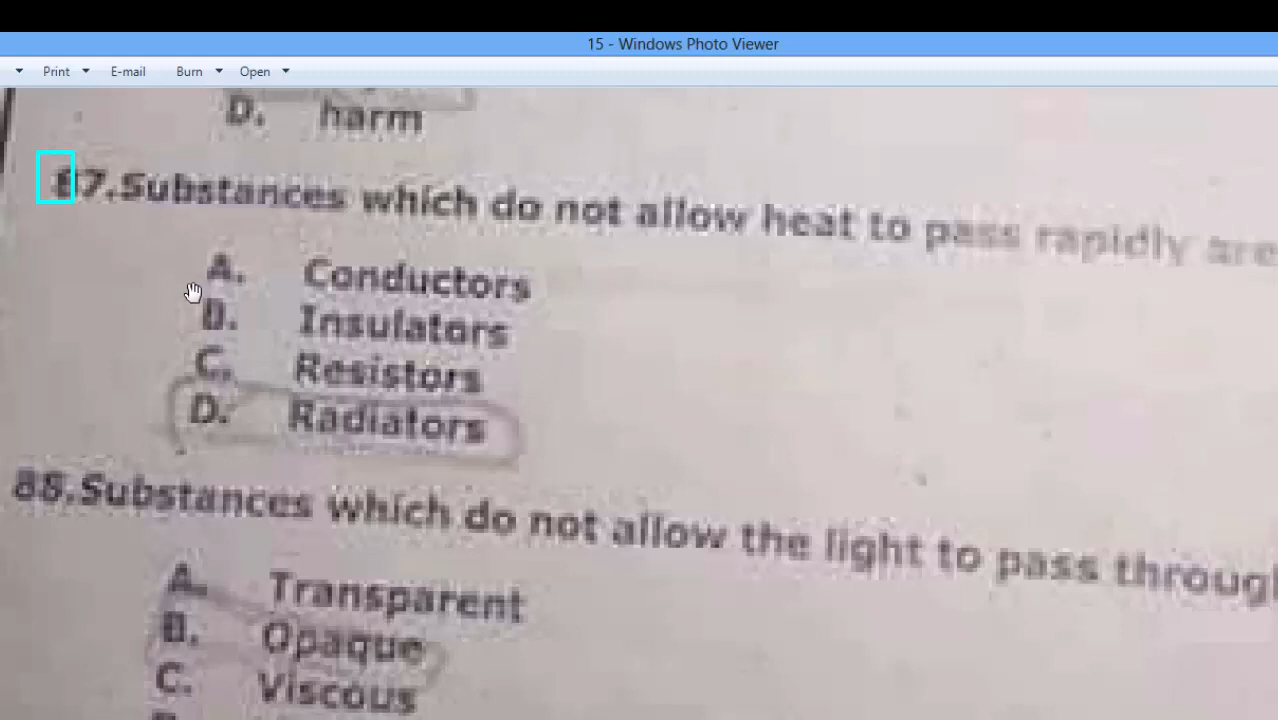 15 - Windows Photo Viewer
Print E-mail Burn Open
D. harm
87.Substances which do not allow heat to pass rapidly are
A. Conductors
B. Insulators
C. Resistors
D. Radiators
88.Substances which do not allow the light to pass through
A. Transparent
B. Opaque
C. Viscous